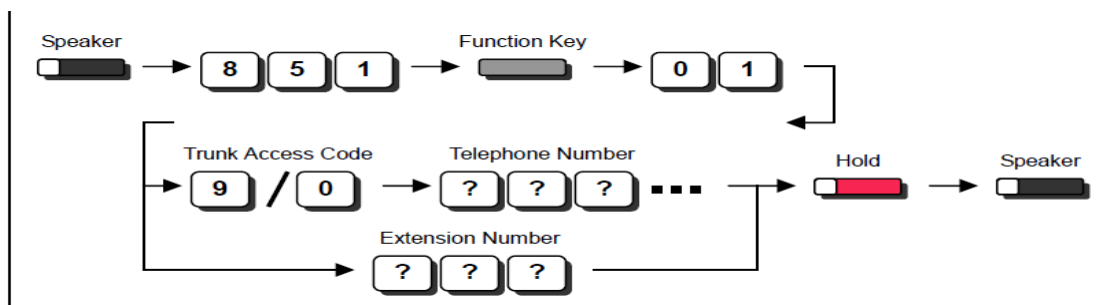 Speaker Function Key
8 5 1 0 1
Trunk Access Code Telephone Number Hold Speaker
9 / 0 ? ? ? ...
Extension Number
? ? ?